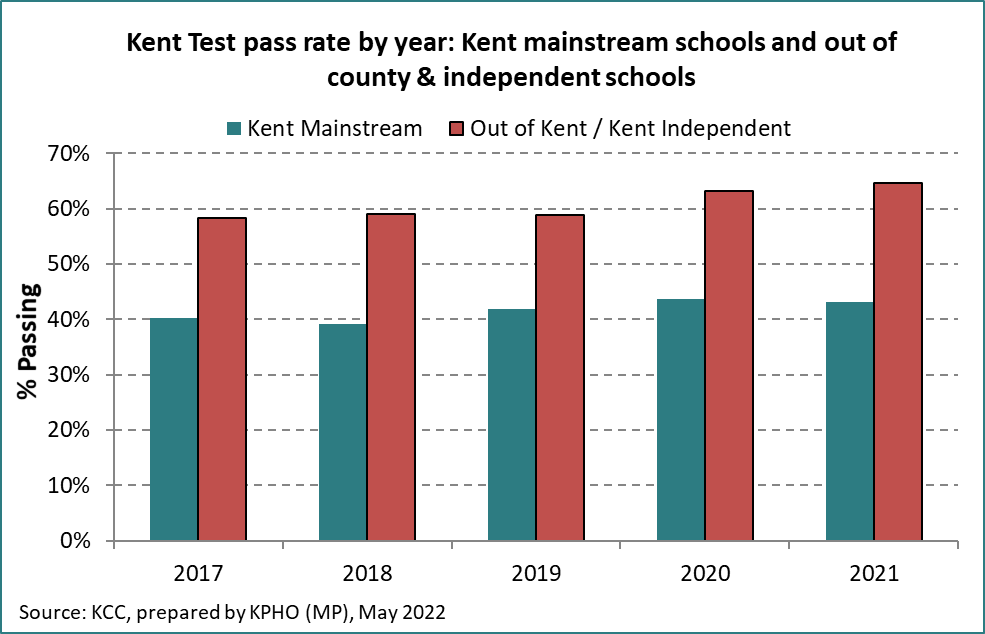 Kent Test pass rate by year: Kent mainstream schools and out of
county & independent schools
Kent Mainstream
Out of Kent / Kent Independent
% Passing
70%
60%
50%
40%
30%
20%
10%
0%
2017
2018
2019
2020
2021
Source: KCC, prepared by KPHO (MP), May 2022